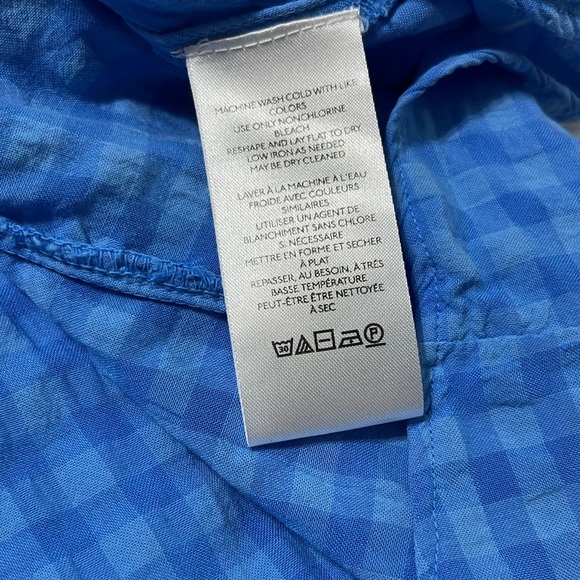 MACHINE WASH COLD WITH LIKE
COLORS
USE ONLY NONCHLORINE
BLEACH
RESHAPE AND LAY FLAT TO DRY
LOW IRON AS NEEDED
MAY BE DRY CLEANED
LAVER À LA MACHINE À L'EAU
FROIDE AVEC COULEURS
SIMILAIRES
UTILISER UN AGENT DE
BLANCHIMENT SANS CHLORE
S: NÉCESSAIRE
METTRE EN FORME ET SECHER
À PLAT
REPASSER, AU BESOIN, À TRÉS
BASSE TEMPÉRATURE
PEUT-ÊTRE ÊTRE NETTOYÉE
À SEC
30 P